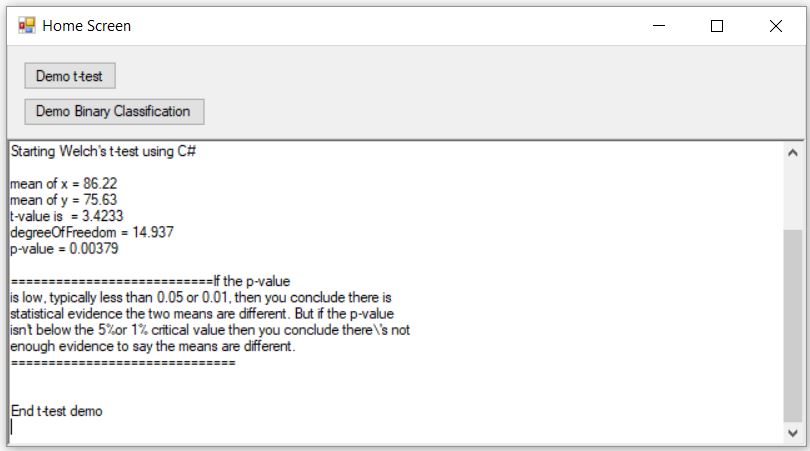 Home Screen
Demo t-test
Demo Binary Classification
Starting Welch's t-test using C#
mean of x = 86.22
mean of y = 75.63
t-value is  = 3.4233
degreeOfFreedom = 14.937
p-value = 0.00379
===========================If the p-value
is low, typically less than 0.05 or 0.01, then you conclude there is
statistical evidence the two means are different. But if the p-value
isn't below the 5%or 1% critical value then you conclude there\'s not
enough evidence to say the means are different.
==============================
End t-test demo